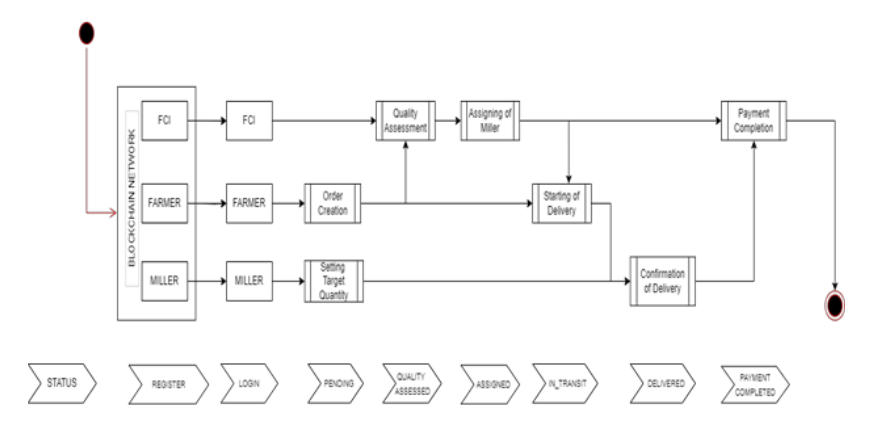 BLOCKCHAIN NETWORK
FCI
FCI
Quality
Assessment
Assigning of
Miller
Payment
Completion
FARMER
FARMER
Order
Creation
Starting of
Delivery
MILLER
MILLER
Setting
Target
Quantity
Confirmation
of Delivery
STATUS
REGISTER
LOGIN
PENDING
QUALITY
ASSESSED
ASSIGNED
IN_TRANSIT
DELIVERED
PAYMENT
COMPLETED